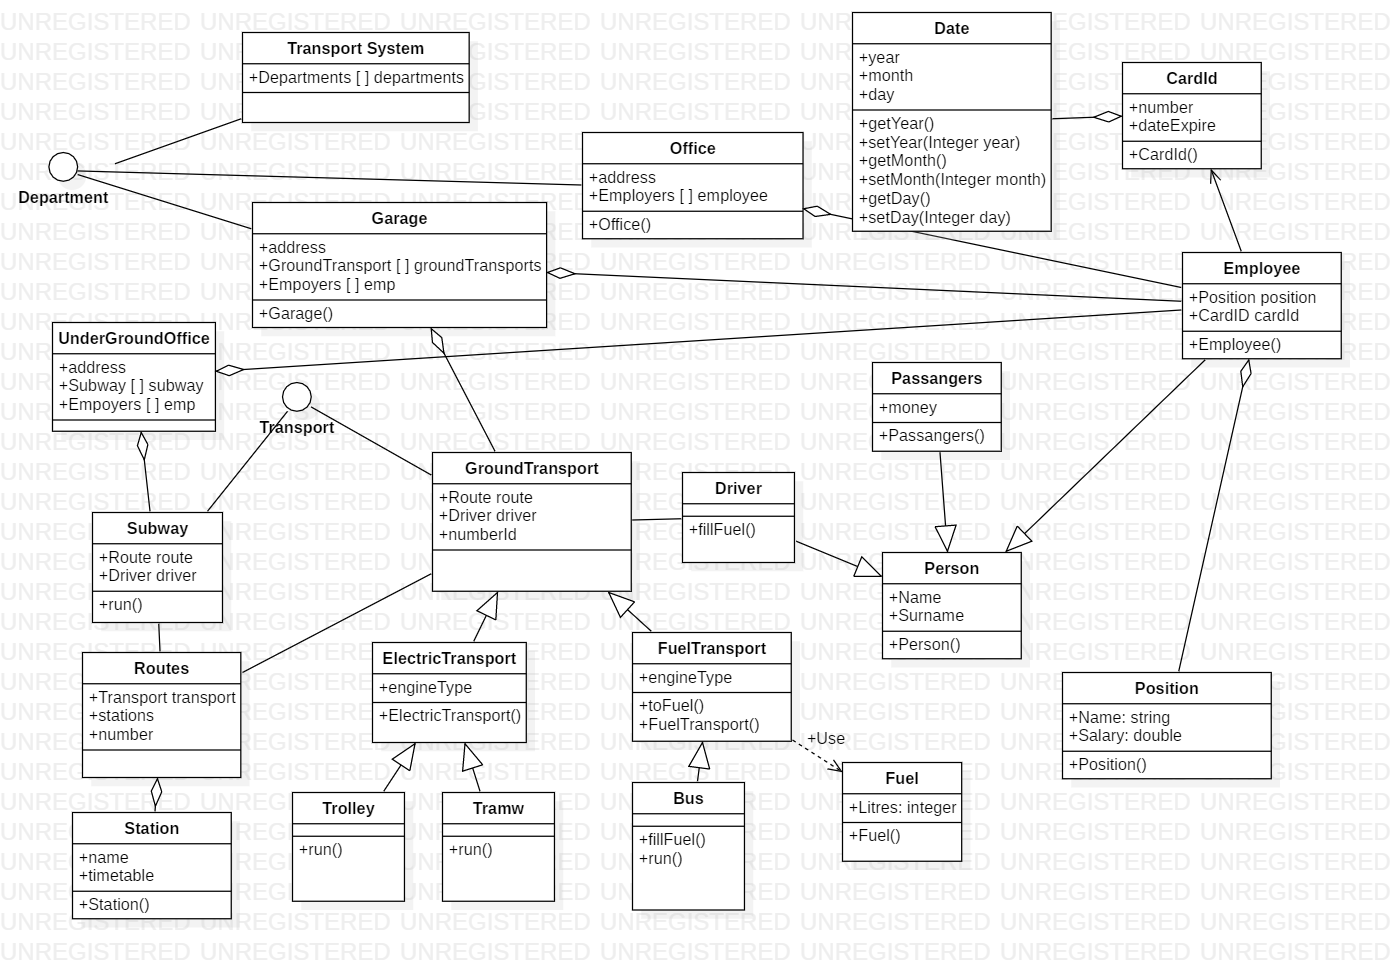 Transport System
+Departments [ ] departments
Department
Office
+address
+Employers [ ] employee
+Office()
Date
+year
+month
+day
+getYear()
+setYear(Integer year)
+getMonth()
+setMonth(Integer month)
+getDay()
+setDay(Integer day)
CardId
+number
+dateExpire
+CardId()
Garage
+address
+GroundTransport [ ] groundTransports
+Empoyers [ ] emp
+Garage()
Employee
+Position position
+CardID cardId
+Employee()
UnderGroundOffice
+address
+Subway [ ] subway
+Empoyers [ ] emp
Transport
Passangers
+money
+Passangers()
GroundTransport
+Route route
+Driver driver
+numberId
Driver
+fillFuel()
Subway
+Route route
+Driver driver
+run()
Person
+Name
+Surname
+Person()
Routes
+Transport transport
+stations
+number
ElectricTransport
+engineType
+ElectricTransport()
FuelTransport
+engineType
+toFuel()
+FuelTransport()
+Use
Position
+Name: string
+Salary: double
+Position()
Station
+name
+timetable
+Station()
Trolley
+run()
Tramw
+run()
Bus
+fillFuel()
+run()
Fuel
+Litres: integer
+Fuel()
UNREGISTERED